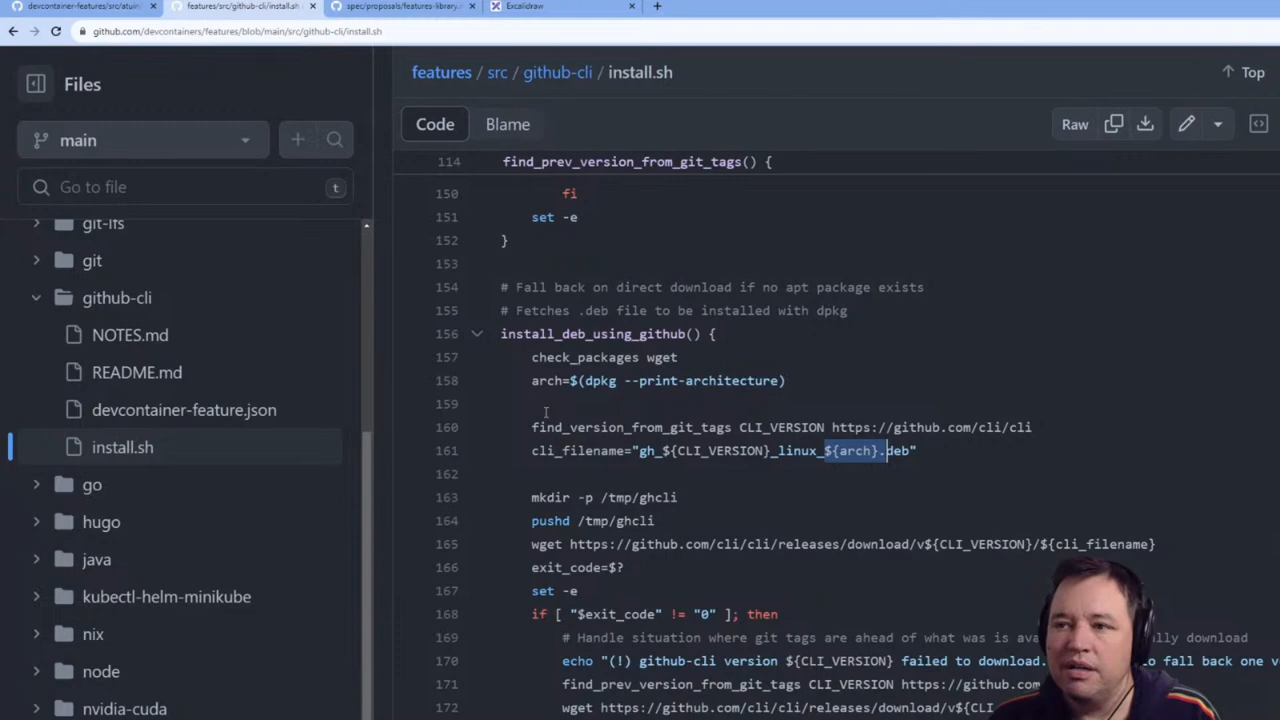 devcontainer-features/src/atuin/
features/src/github-cli/install.sh
spec/proposals/features-library.
Excalidraw
github.com/devcontainers/features/blob/main/src/github-cli/install.sh
Files
features / src / github-cli / install.sh
Top
main
Code
Blame
Raw
Go to file
t
114 find_prev_version_from_git_tags() {
git-lfs
git
github-cli
NOTES.md
README.md
devcontainer-feature.json
install.sh
go
hugo
java
kubectl-helm-minikube
nix
node
nvidia-cuda
150 fi
151 set -e
152 }
153
154 # Fall back on direct download if no apt package exists
155 # Fetches .deb file to be installed with dpkg
156 install_deb_using_github() {
157 check_packages wget
158 arch=$(dpkg --print-architecture)
159
160 find_version_from_git_tags CLI_VERSION https://github.com/cli/cli
161 cli_filename="gh_${CLI_VERSION}_linux_${arch}.deb"
162
163 mkdir -p /tmp/ghcli
164 pushd /tmp/ghcli
165 wget https://github.com/cli/cli/releases/download/v${CLI_VERSION}/${cli_filename}
166 exit_code=$?
167 set -e
168 if [ "$exit_code" != "0" ]; then
169 # Handle situation where git tags are ahead of what was is download
170 echo "(!) github-cli version ${CLI_VERSION} failed to download. to fall back one
171 find_prev_version_from_git_tags CLI_VERSION https://github
172 wget https://github.com/cli/cli/releases/download/v${CLI